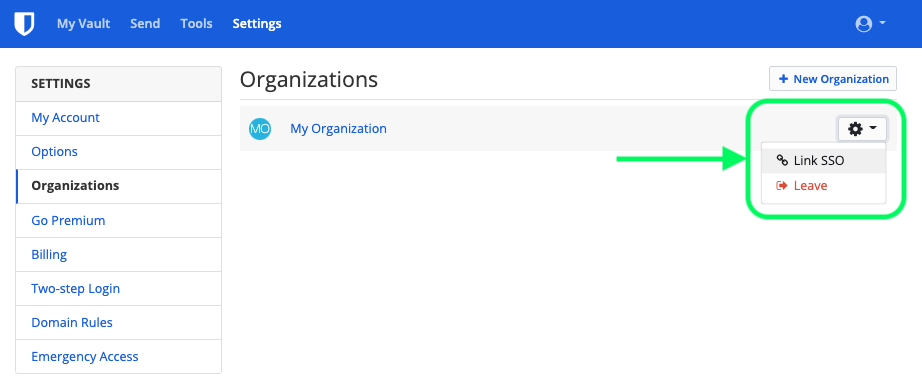 My Vault Send Tools Settings
SETTINGS
My Account
Options
Organizations
Go Premium
Billing
Two-step Login
Domain Rules
Emergency Access
Organizations
New Organization
MO My Organization
Link SSO
Leave